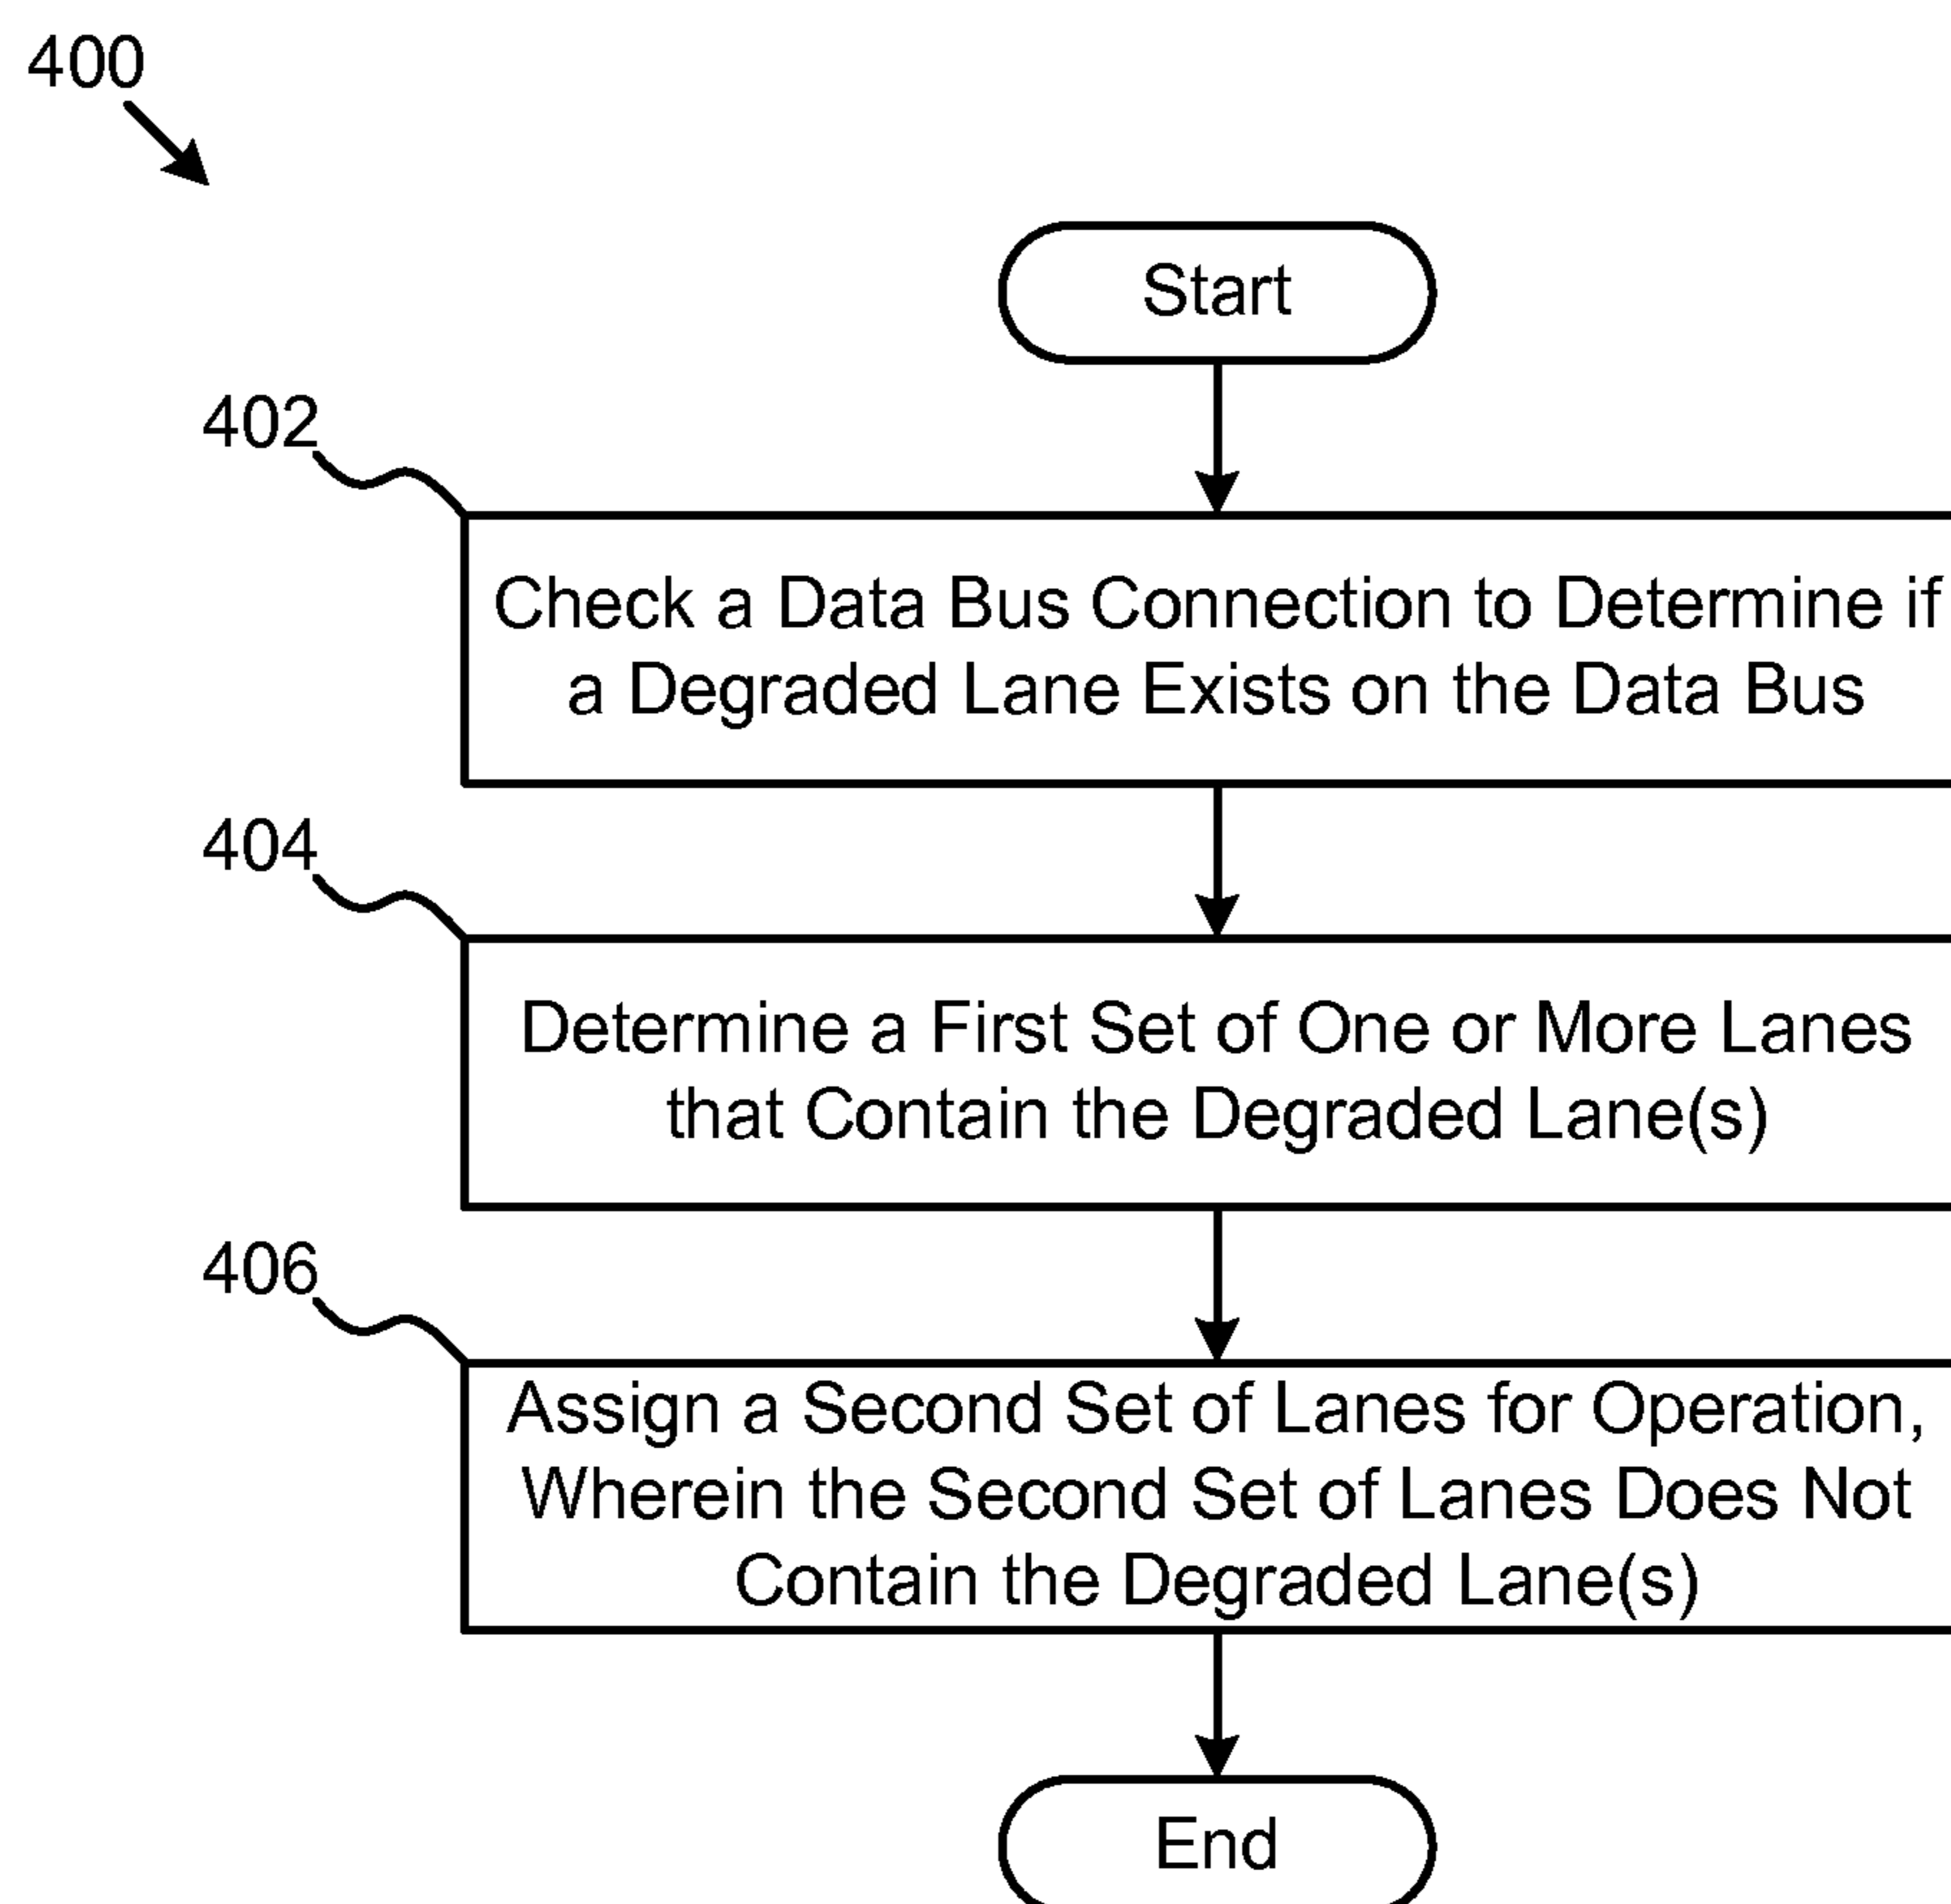 400
Start
402
Check a Data Bus Connection to Determine if
a Degraded Lane Exists on the Data Bus
404
Determine a First Set of One or More Lanes
that Contain the Degraded Lane(s)
406
Assign a Second Set of Lanes for Operation,
Wherein the Second Set of Lanes Does Not
Contain the Degraded Lane(s)
End